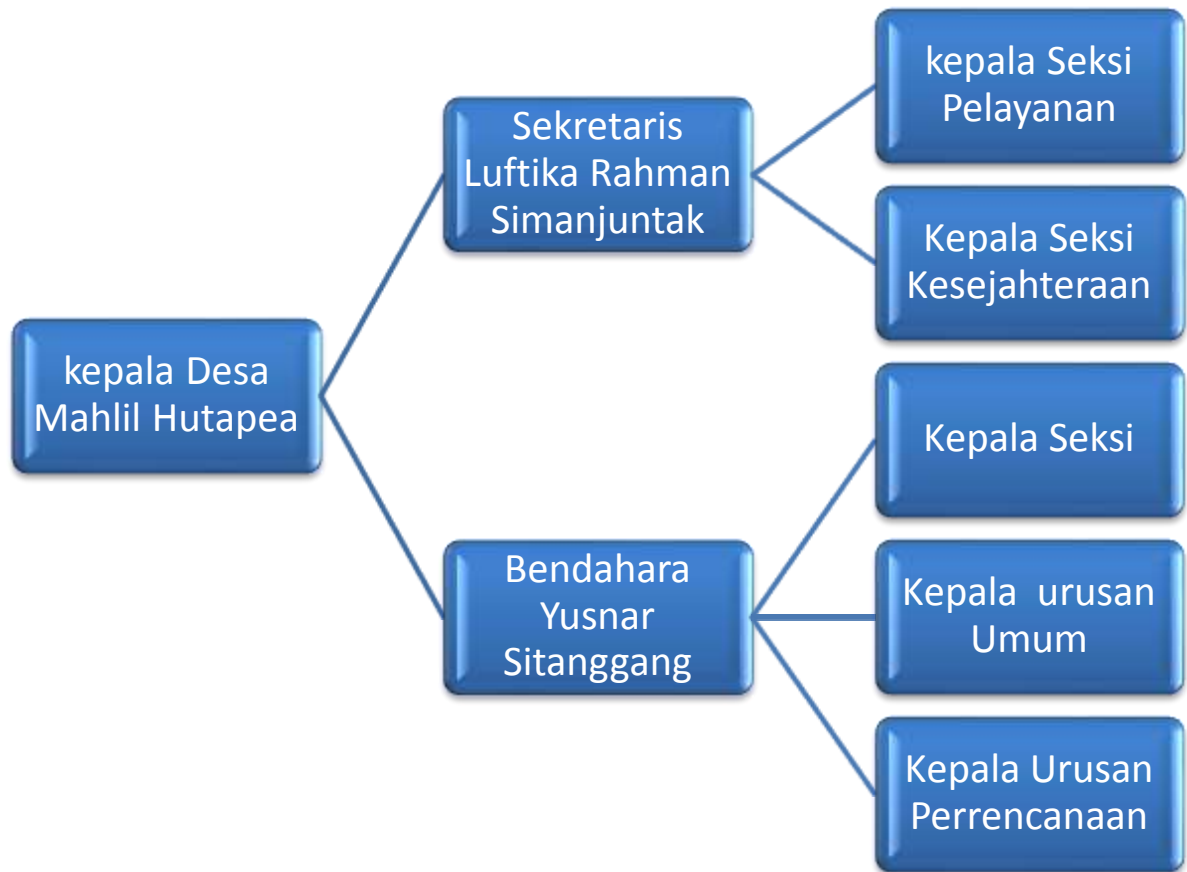 kepala Desa
Mahlil Hutapea
Sekretaris
Luftika Rahman
Simanjuntak
kepala Seksi
Pelayanan
Kepala Seksi
Kesejahteraan
Bendahara
Yusnar
Sitanggang
Kepala Seksi
Kepala  urusan
Umum
Kepala Urusan
Perrencanaan